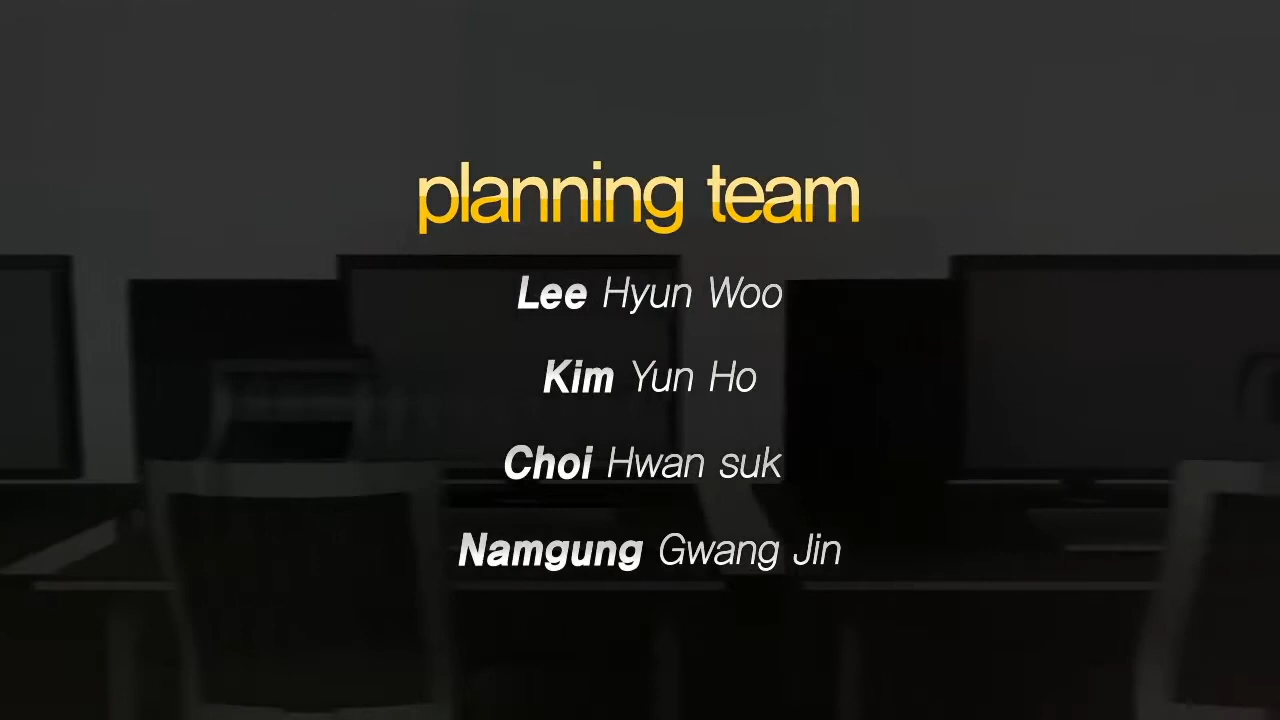 planning team
Lee Hyun Woo
Kim Yun Ho
Choi Hwan suk
Namgung Gwang Jin